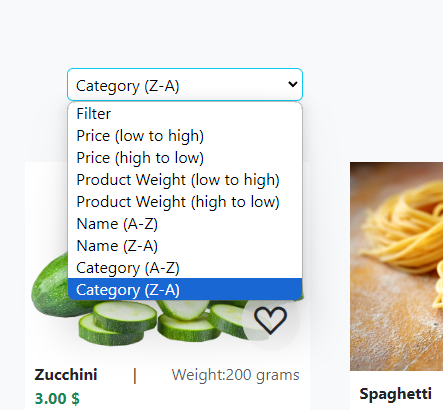 Category (Z-A)
Filter
Price (low to high)
Price (high to low)
Product Weight (low to high)
Product Weight (high to low)
Name (A-Z)
Name (Z-A)
Category (A-Z)
Category (Z-A)
Zucchini | Weight:200 grams
3.00 $
Spaghetti